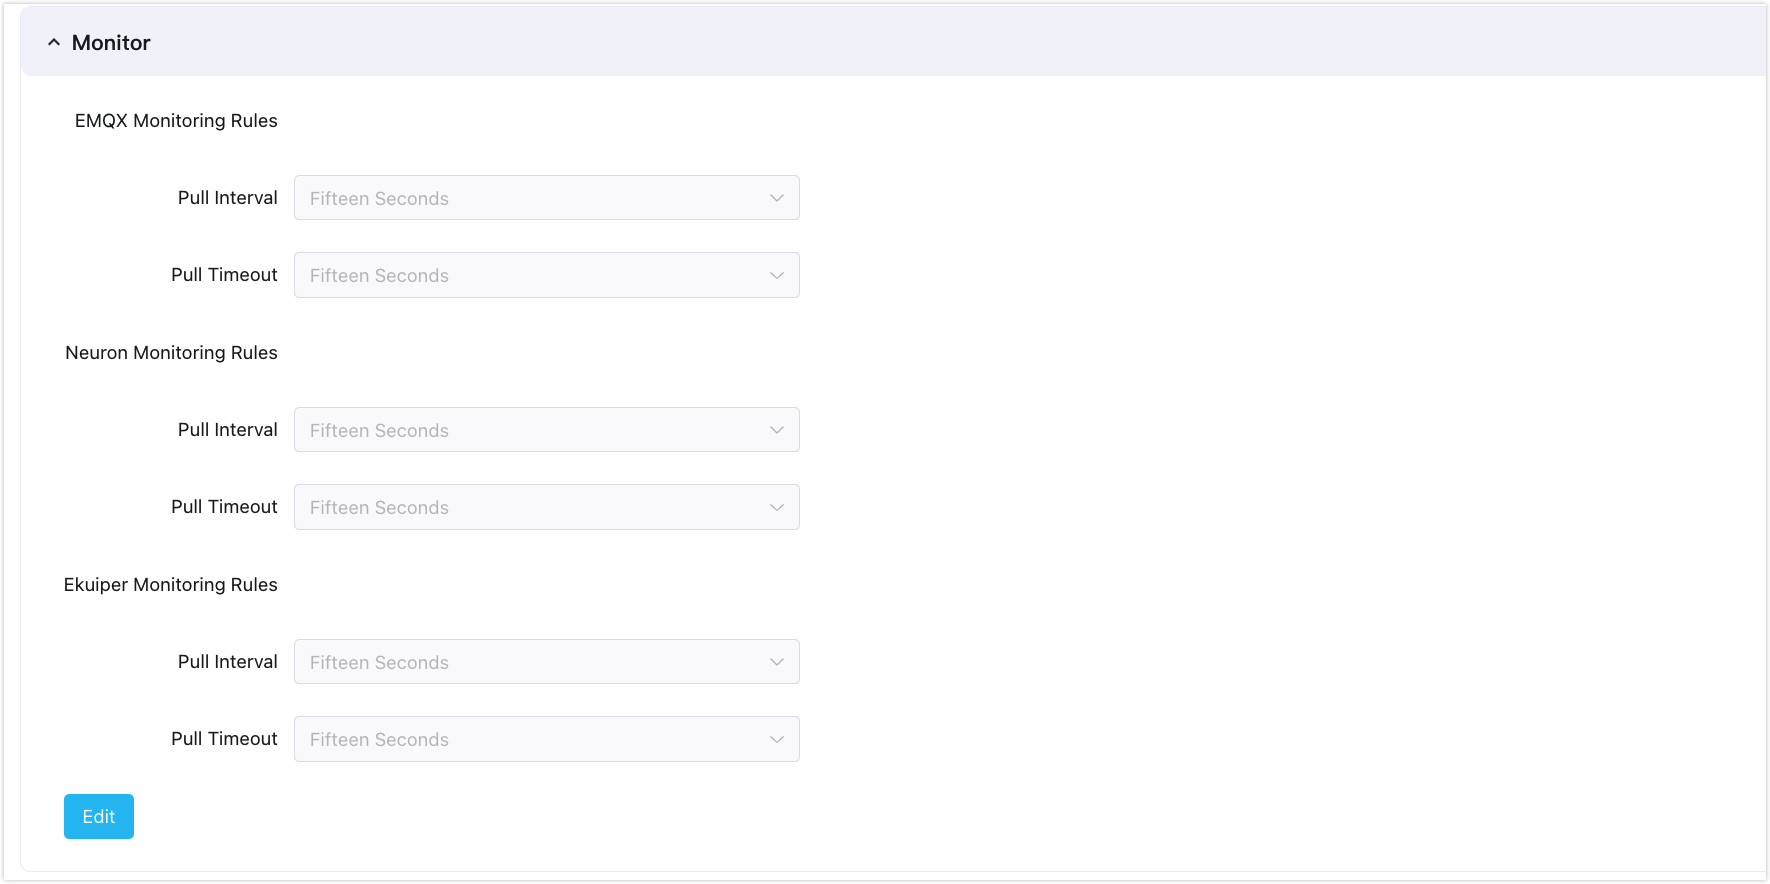 Monitor
EMQX Monitoring Rules
Pull Interval Fifteen Seconds
Pull Timeout Fifteen Seconds
Neuron Monitoring Rules
Pull Interval Fifteen Seconds
Pull Timeout Fifteen Seconds
Ekuiper Monitoring Rules
Pull Interval Fifteen Seconds
Pull Timeout Fifteen Seconds
Edit